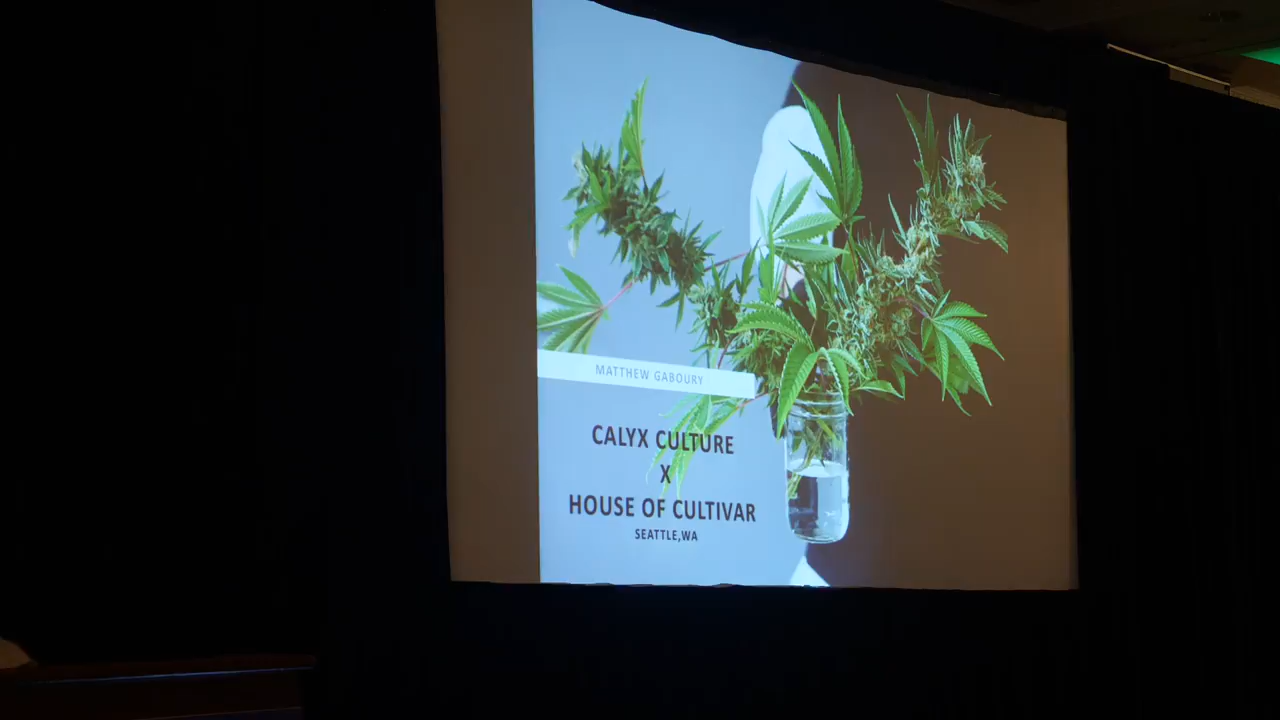 MATTHEW GABOURY
CALYX CULTURE
X
HOUSE OF CULTIVAR
SEATTLE,WA